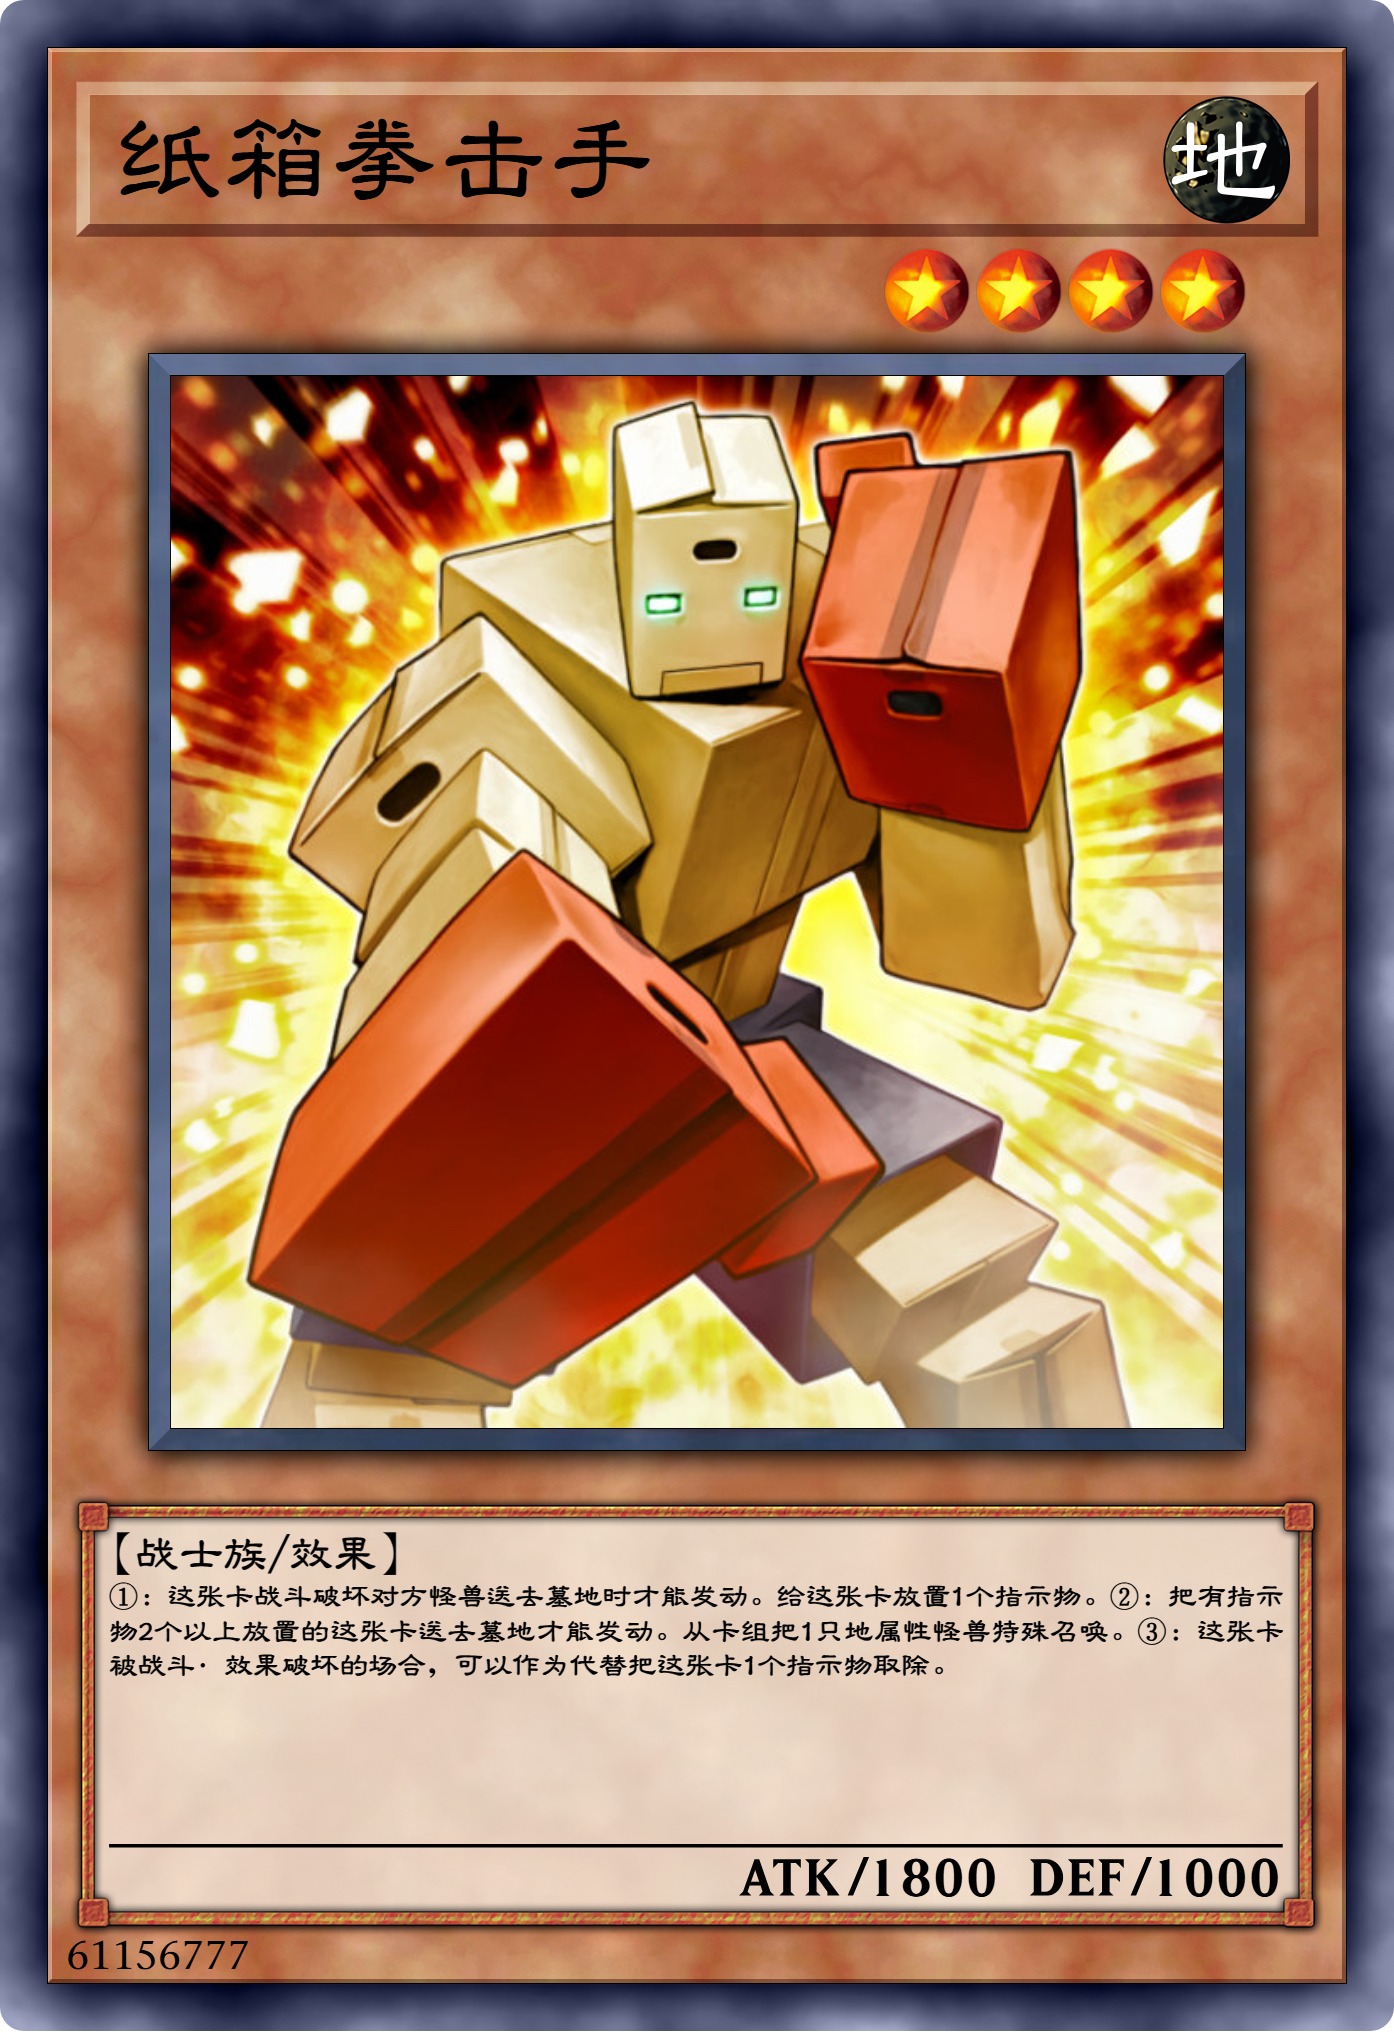 纸箱拳击手
地
【战士族/效果】
①：这张卡战斗破坏对方怪兽送去墓地时才能发动。给这张卡放置1个指示物。②：把有指示
物2个以上放置的这张卡送去墓地才能发动。从卡组把1只地属性怪兽特殊召唤。③：这张卡
被战斗·效果破坏的场合，可以作为代替把这张卡1个指示物取除。
ATK/1800 DEF/1000
61156777